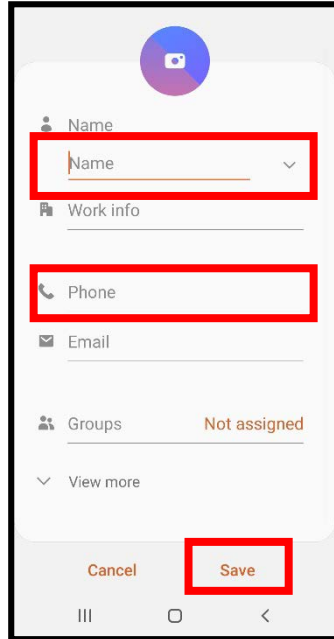 Name
Name
Work info
Phone
Email
Groups Not assigned
View more
Cancel Save